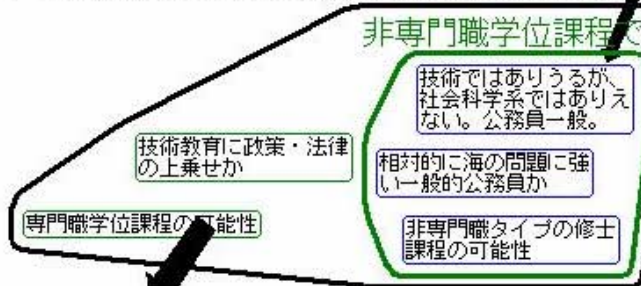 非専門職学位課程で
技術ではありうるが、
社会科学系ではありえ
ない。公務員一般。
技術教育に政策・法律
の上乗せか
相対的に海の問題に強
い一般的公務員か
専門職学位課程の可能性
非専門職タイプの修士
課程の可能性